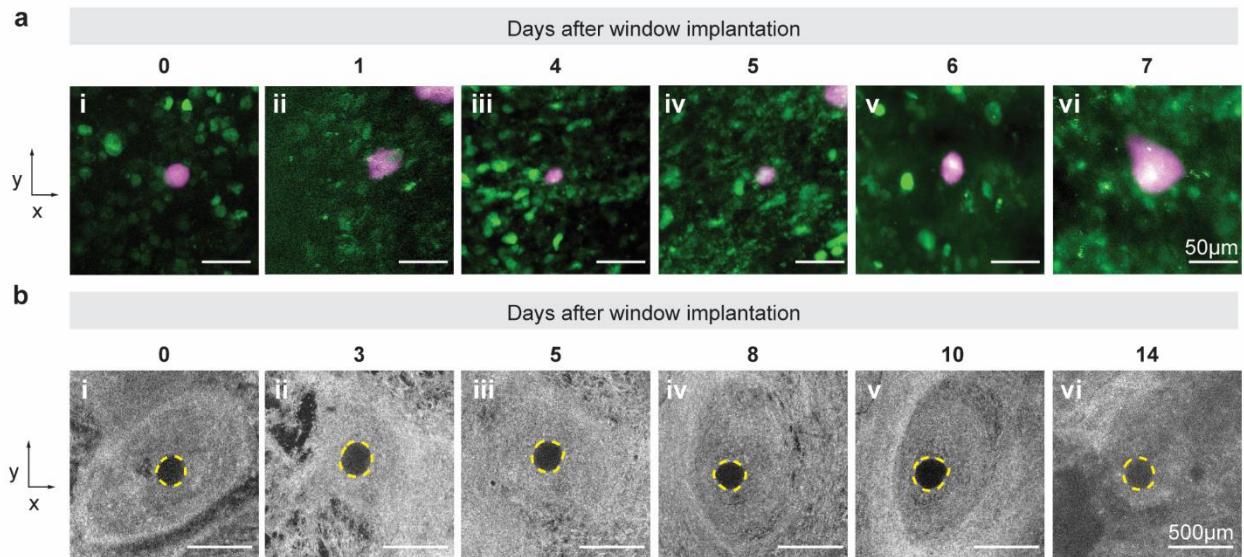 a
Days after window implantation
0 1 4 5 6 7
i ii iii iv v vi
y
x
50µm
b
Days after window implantation
0 3 5 8 10 14
i ii iii iv v vi
y
x
500µm